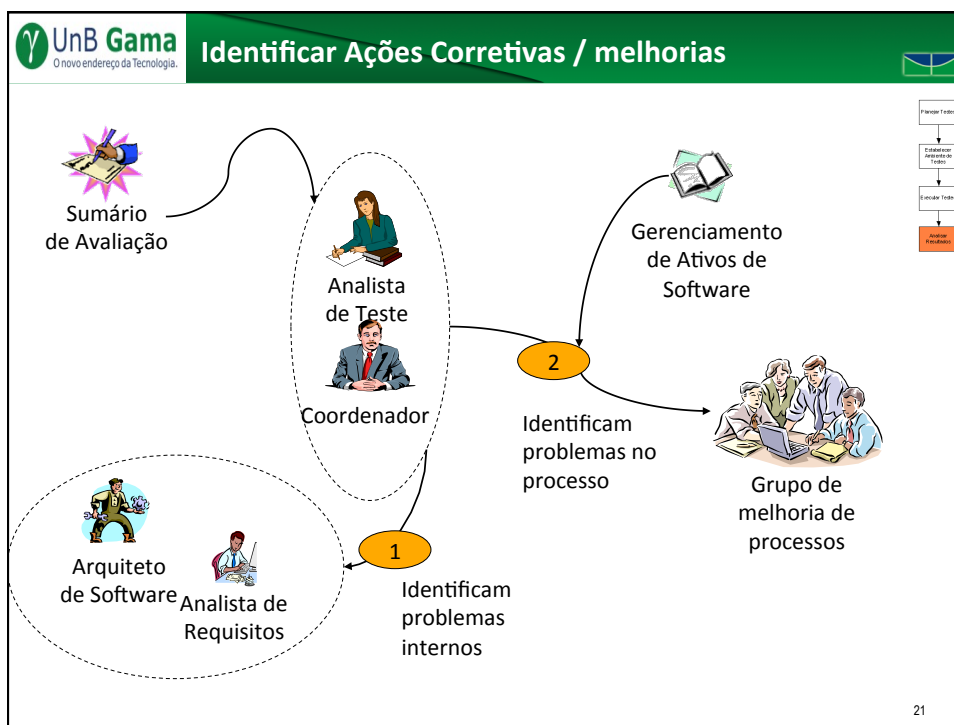 γ UnB Gama
O novo endereço da Tecnologia.
Identificar Ações Corretivas / melhorias
Planejar Testes
Estabelecer
Ambiente de
Testes
Executar Testes
Analisar
Resultados
Sumário
de Avaliação
Analista
de Teste
Coordenador
Gerenciamento
de Ativos de
Software
2
Identificam
problemas no
processo
Grupo de
melhoria de
processos
1
Identificam
problemas
internos
Arquiteto
de Software
Analista de
Requisitos
21